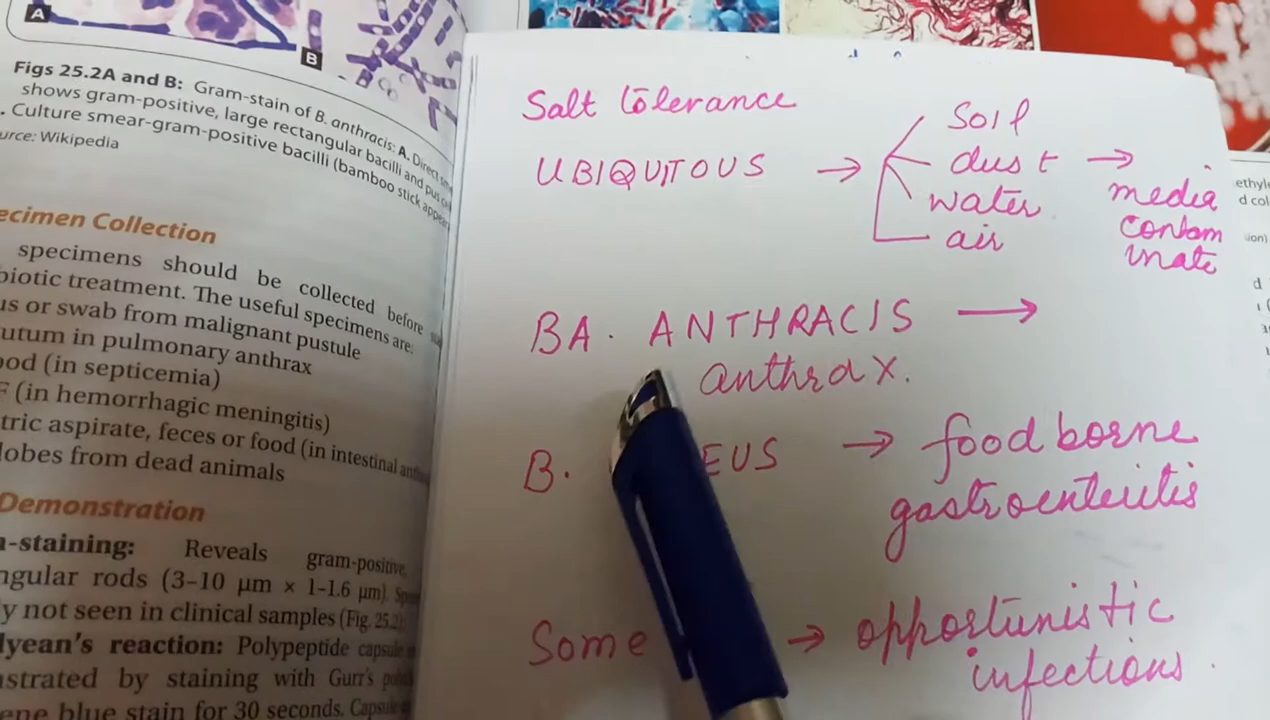 A
B
Figs 25.2A and B: Gram-stain of B. anthracis: A. Direct
shows gram-positive, large rectangular bacilli and pus
. Culture smear-gram-positive bacilli (bamboo stick
urce: Wikipedia
ecimen Collection
specimens should be collected before
biotic treatment. The useful specimens are:
us or swab from malignant pustule
utum in pulmonary anthrax
ood (in septicemia)
F (in hemorrhagic meningitis)
tric aspirate, feces or food (in intestinal
lobes from dead animals
Demonstration
-staining: Reveals gram-positive,
ngular rods (3–10 µm × 1–1.6 µm).
y not seen in clinical samples (Fig. 25.2
yean's reaction: Polypeptide capsule
nstrated by staining with Gurr's
ene blue stain for 30 seconds.
Salt tolerance
UBIQUITOUS → Soil
dust → media
water contam
air inate
BA. ANTHRACIS →
anthrax.
B. EUS → food borne
gastroenteritis
Some → opportunistic
infections.
ethyl
d col